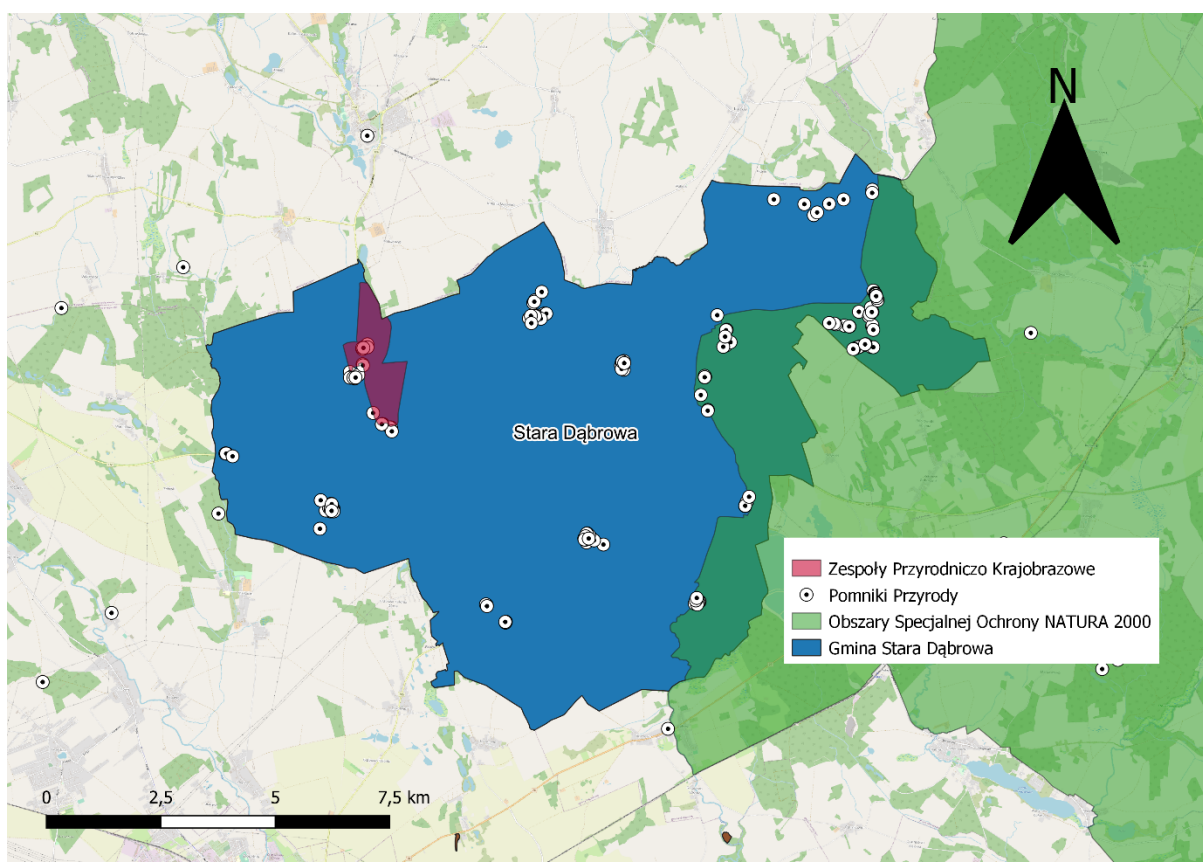 N
Stara Dąbrowa
Zespoły Przyrodniczo Krajobrazowe
Pomniki Przyrody
Obszary Specjalnej Ochrony NATURA 2000
Gmina Stara Dąbrowa
0 2,5 5 7,5 km